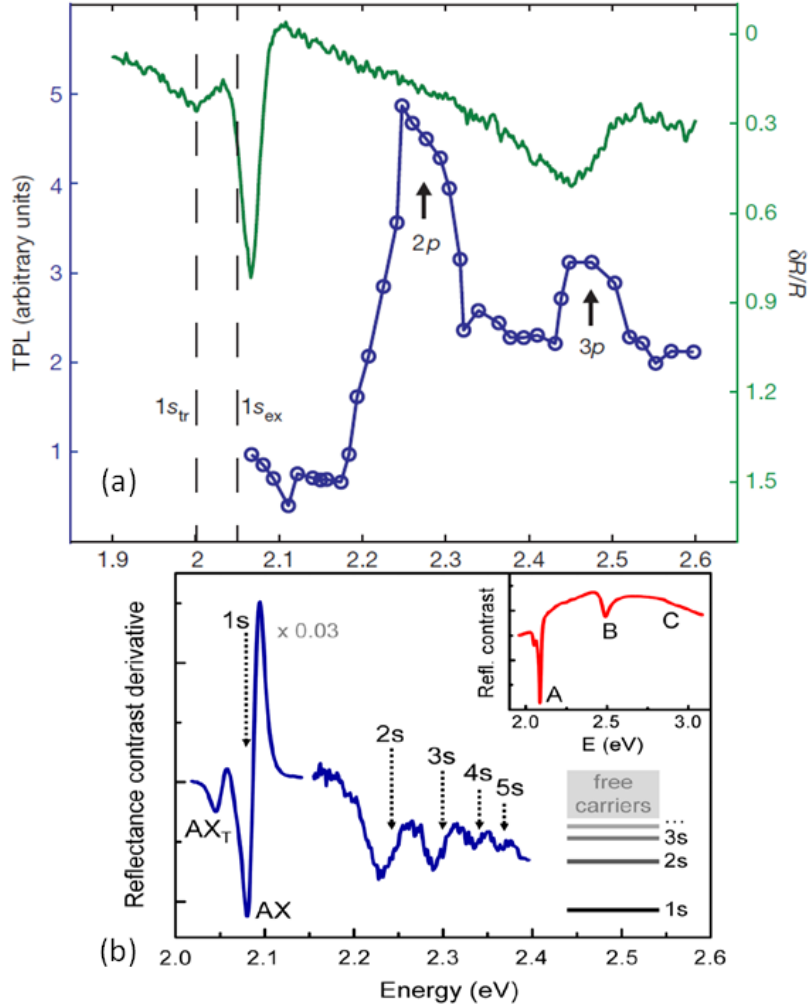 TPL (arbitrary units)
5
4
3
2
1
0
0.3
0.6
0.9
1.2
1.5
δR/R
2p
3p
1s_tr
1s_ex
(a)
1.9 2 2.1 2.2 2.3 2.4 2.5 2.6
Reflectance contrast derivative
1s
x 0.03
AX_T
AX
2s
3s
4s
5s
Refl. contrast
A
B
C
2.0 2.5 3.0
E (eV)
free
carriers
...
3s
2s
1s
(b)
2.0 2.1 2.2 2.3 2.4 2.5 2.6
Energy (eV)